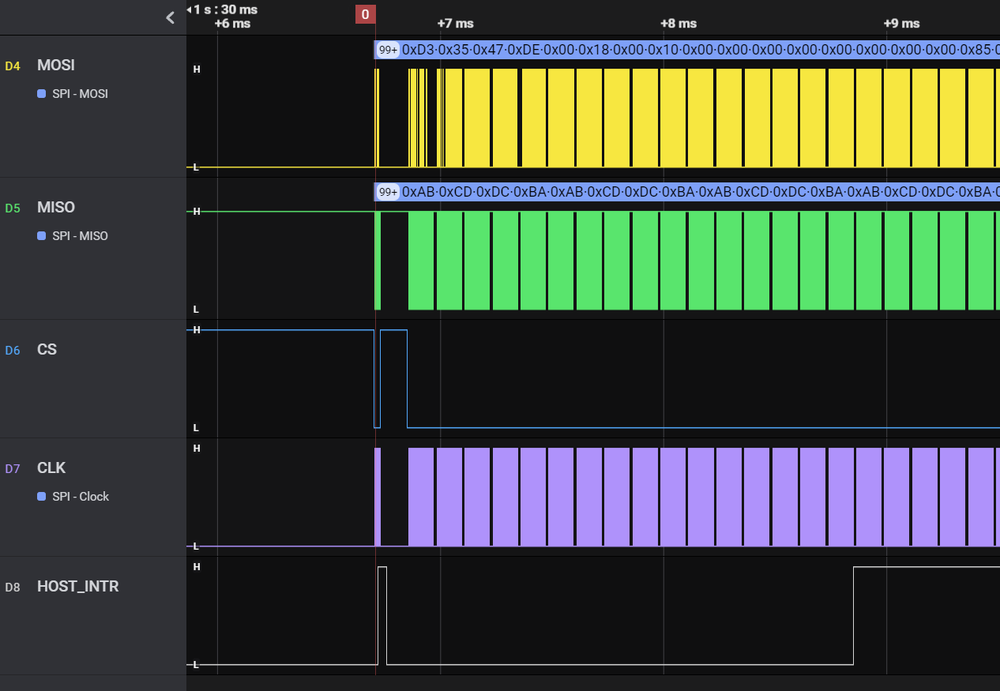 1 s : 30 ms
+6 ms
0
+7 ms
+8 ms
+9 ms
D4 MOSI
SPI - MOSI
H
L
99+ 0xD3·0x35·0x47·0xDE·0x00·0x18·0x00·0x10·0x00·0x00·0x00·0x00·0x00·0x00·0x00·0x00·0x85·0
D5 MISO
SPI - MISO
H
L
99+ 0xAB·0xCD·0xDC·0xBA·0xAB·0xCD·0xDC·0xBA·0xAB·0xCD·0xDC·0xBA·0xAB·0xCD·0xDC·0xBA·0
D6 CS
H
L
D7 CLK
SPI - Clock
H
L
D8 HOST_INTR
H
L